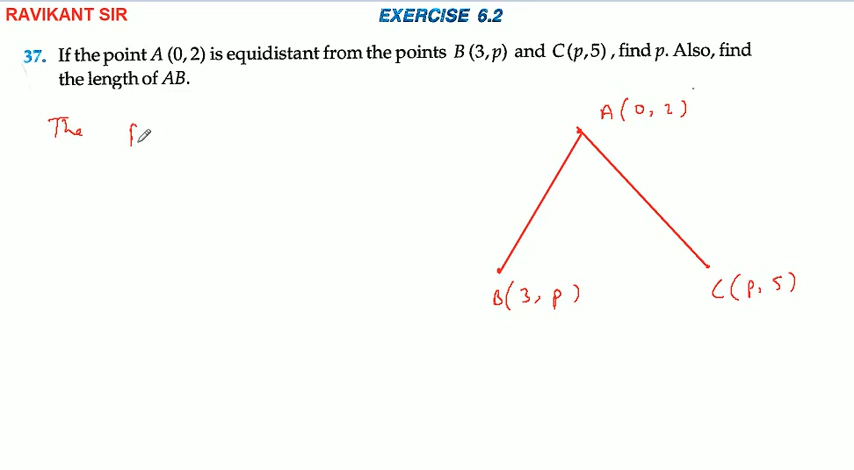 RAVIKANT SIR
EXERCISE 6.2
37. If the point A (0, 2) is equidistant from the points B (3, p) and C (p, 5) , find p. Also, find
the length of AB.
The
A(0, 2)
B(3, p)
C(p, 5)